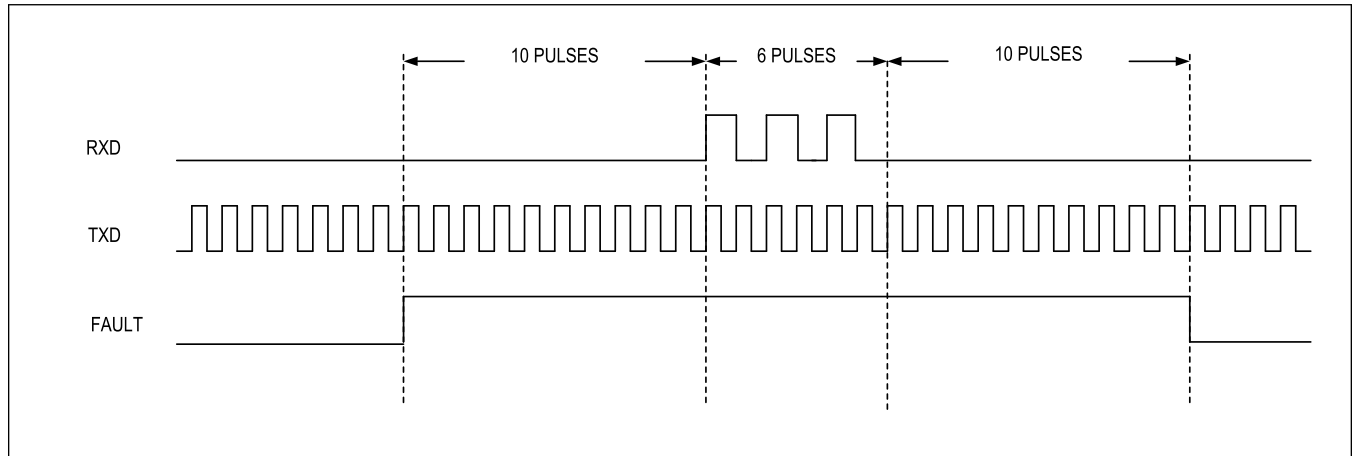 10 PULSES
6 PULSES
10 PULSES
RXD
TXD
FAULT